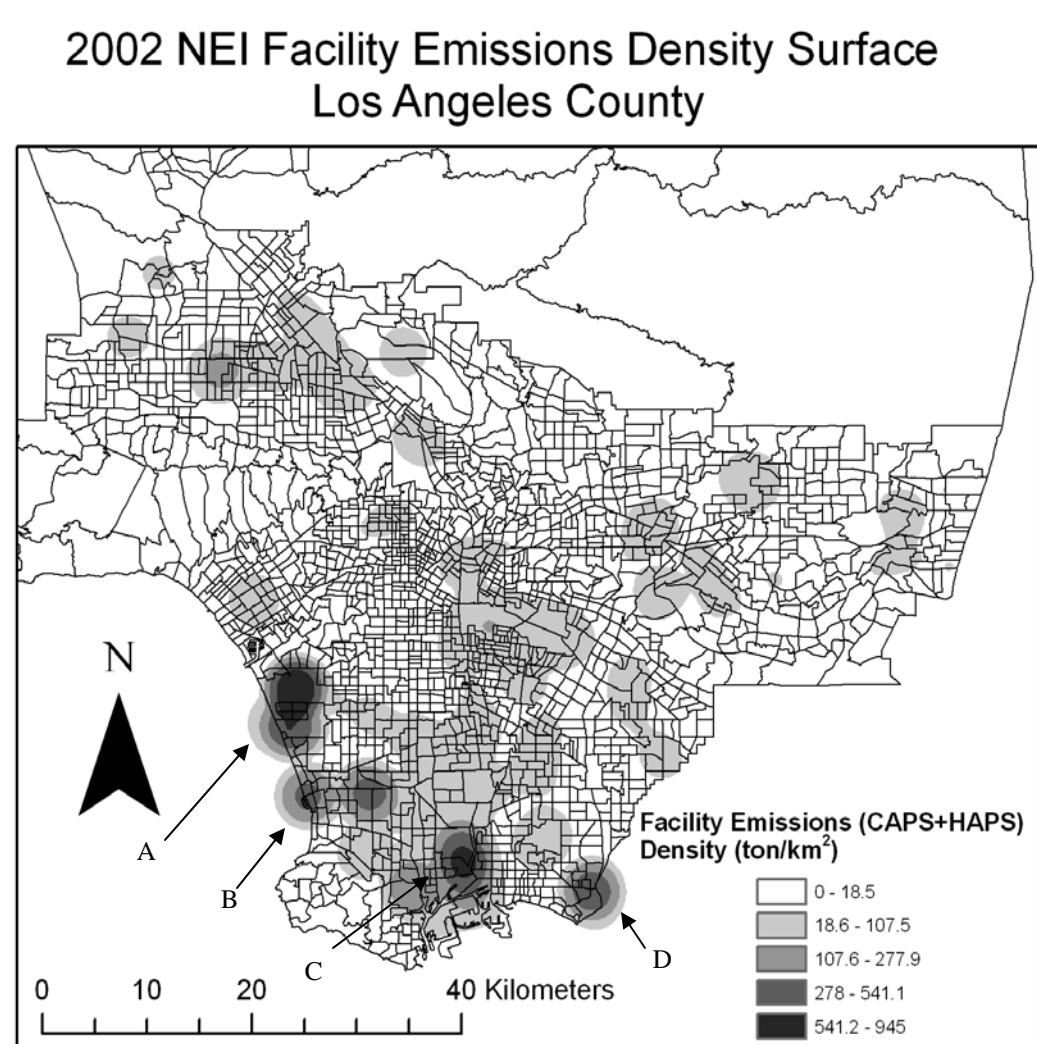 2002 NEI Facility Emissions Density Surface
Los Angeles County
N
A
B
C
D
Facility Emissions (CAPS+HAPS)
Density (ton/km²)
0 - 18.5
18.6 - 107.5
107.6 - 277.9
278 - 541.1
541.2 - 945
0 10 20 40 Kilometers